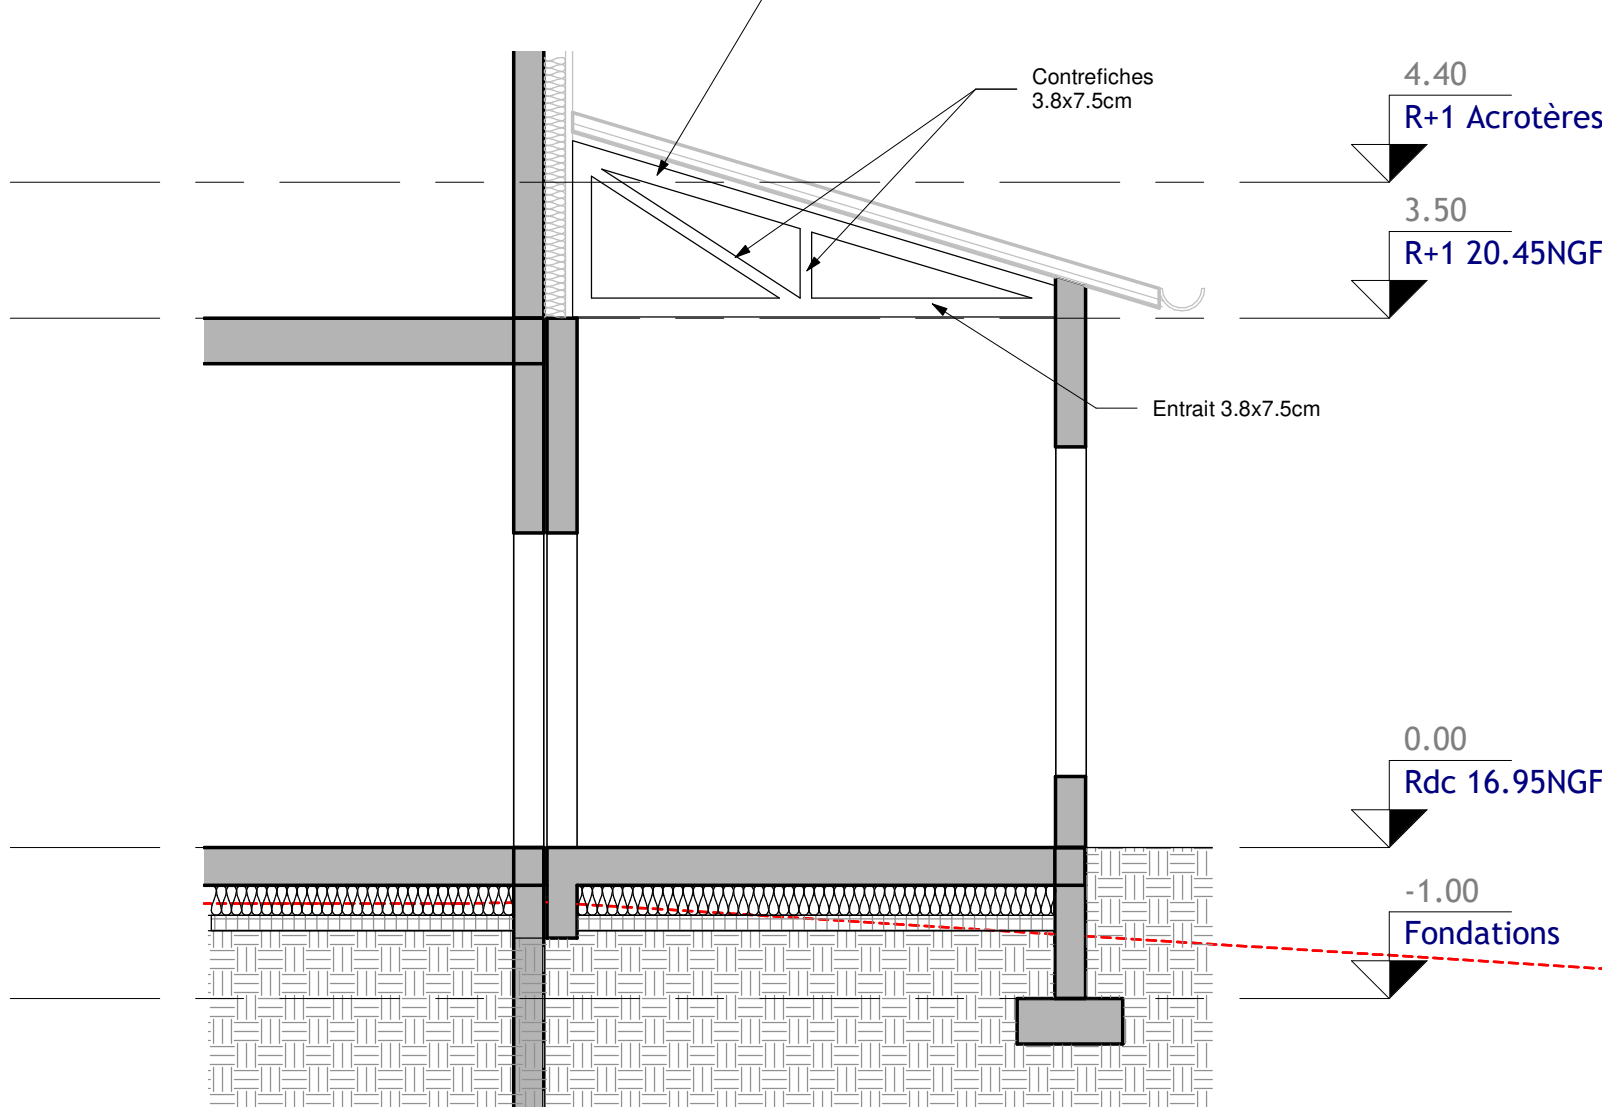 Contrefiches
3.8x7.5cm
4.40
R+1 Acrotères
3.50
R+1 20.45NGF
Entrait 3.8x7.5cm
0.00
Rdc 16.95NGF
-1.00
Fondations